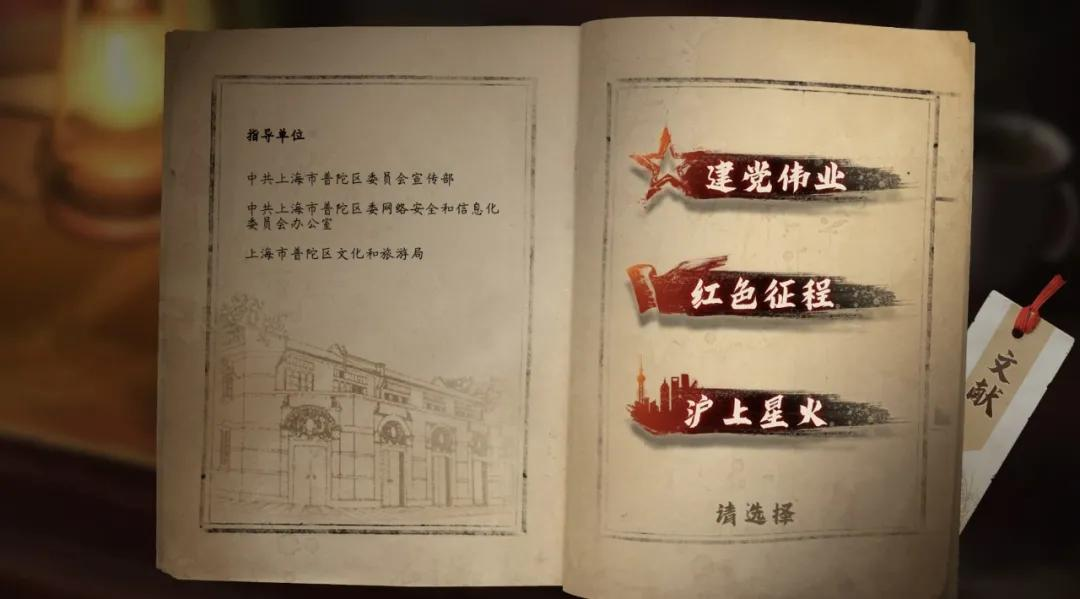 指导单位
中共上海市普陀区委员会宣传部
中共上海市普陀区委网络安全和信息化
委员会办公室
上海市普陀区文化和旅游局
建党伟业
红色征程
沪上星火
请选择
文献